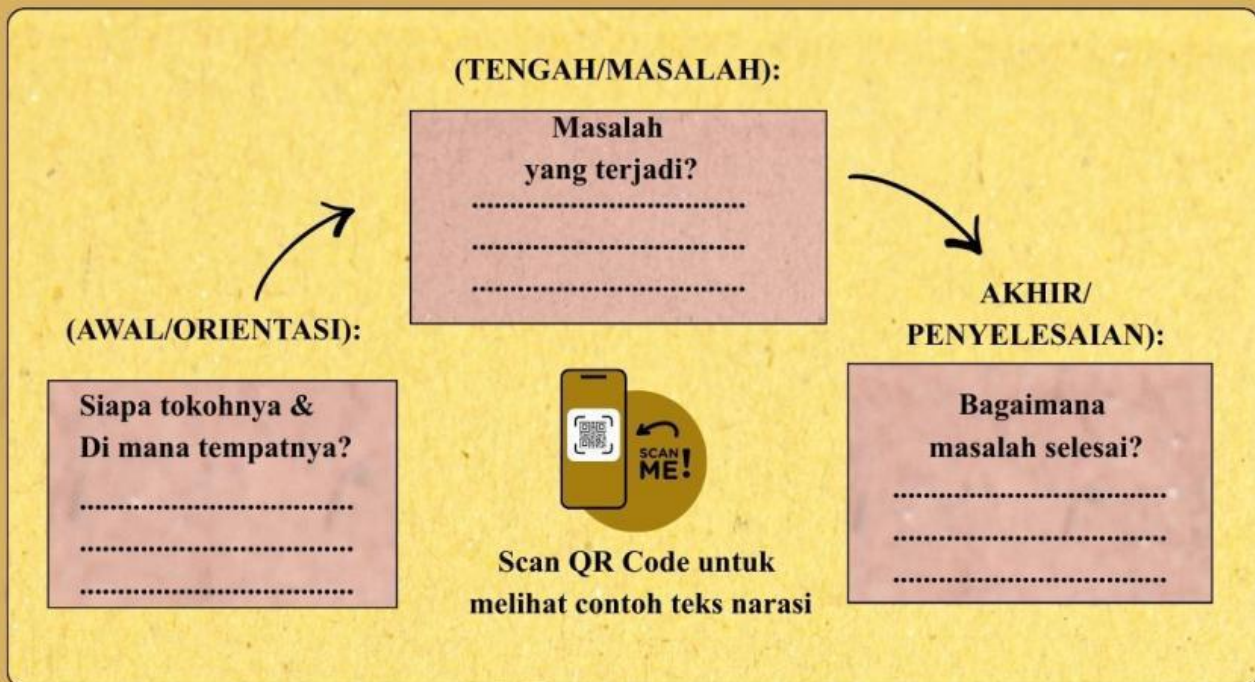 (TENGAH/MASALAH):
Masalah
yang terjadi?
....................................
....................................
....................................
(AWAL/ORIENTASI):
Siapa tokohnya &
Di mana tempatnya?
....................................
....................................
....................................
AKHIR/
PENYELESAIAN):
Bagaimana
masalah selesai?
....................................
....................................
....................................
SCAN
ME!
Scan QR Code untuk
melihat contoh teks narasi